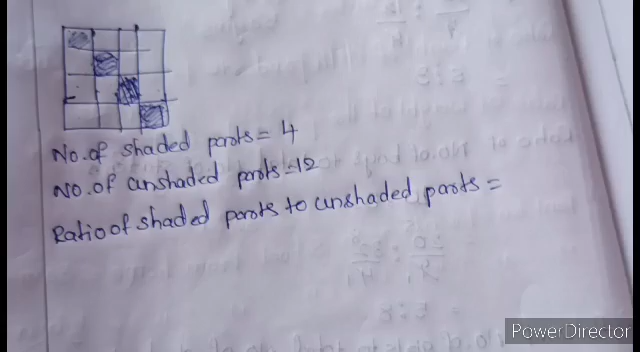 No.of shaded parts = 4
No.of unshaded parts = 12
Ratio of shaded parts to unshaded parts =
PowerDirector